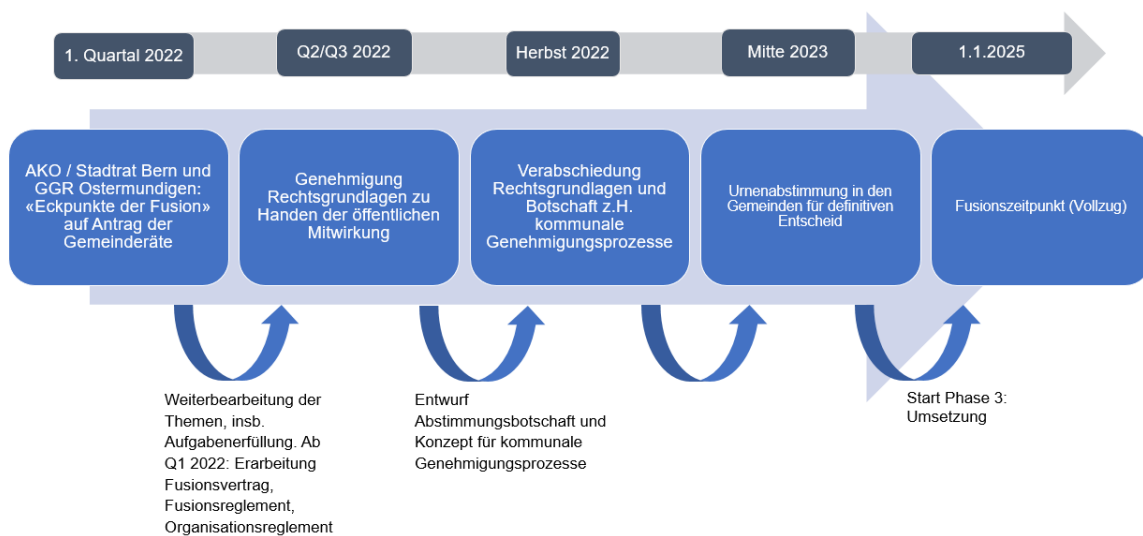 1. Quartal 2022
Q2/Q3 2022
Herbst 2022
Mitte 2023
1.1.2025
AKO / Stadtrat Bern und
GGR Ostermundigen:
«Eckpunkte der Fusion»
auf Antrag der
Gemeinderäte
Genehmigung
Rechtsgrundlagen zu
Handen der öffentlichen
Mitwirkung
Verabschiedung
Rechtsgrundlagen und
Botschaft z.H.
kommunale
Genehmigungsprozesse
Urnenabstimmung in den
Gemeinden für definitiven
Entscheid
Fusionszeitpunkt (Vollzug)
Weiterbearbeitung der
Themen, insb.
Aufgabenerfüllung. Ab
Q1 2022: Erarbeitung
Fusionsvertrag,
Fusionsreglement,
Organisationsreglement
Entwurf
Abstimmungsbotschaft und
Konzept für kommunale
Genehmigungsprozesse
Start Phase 3:
Umsetzung